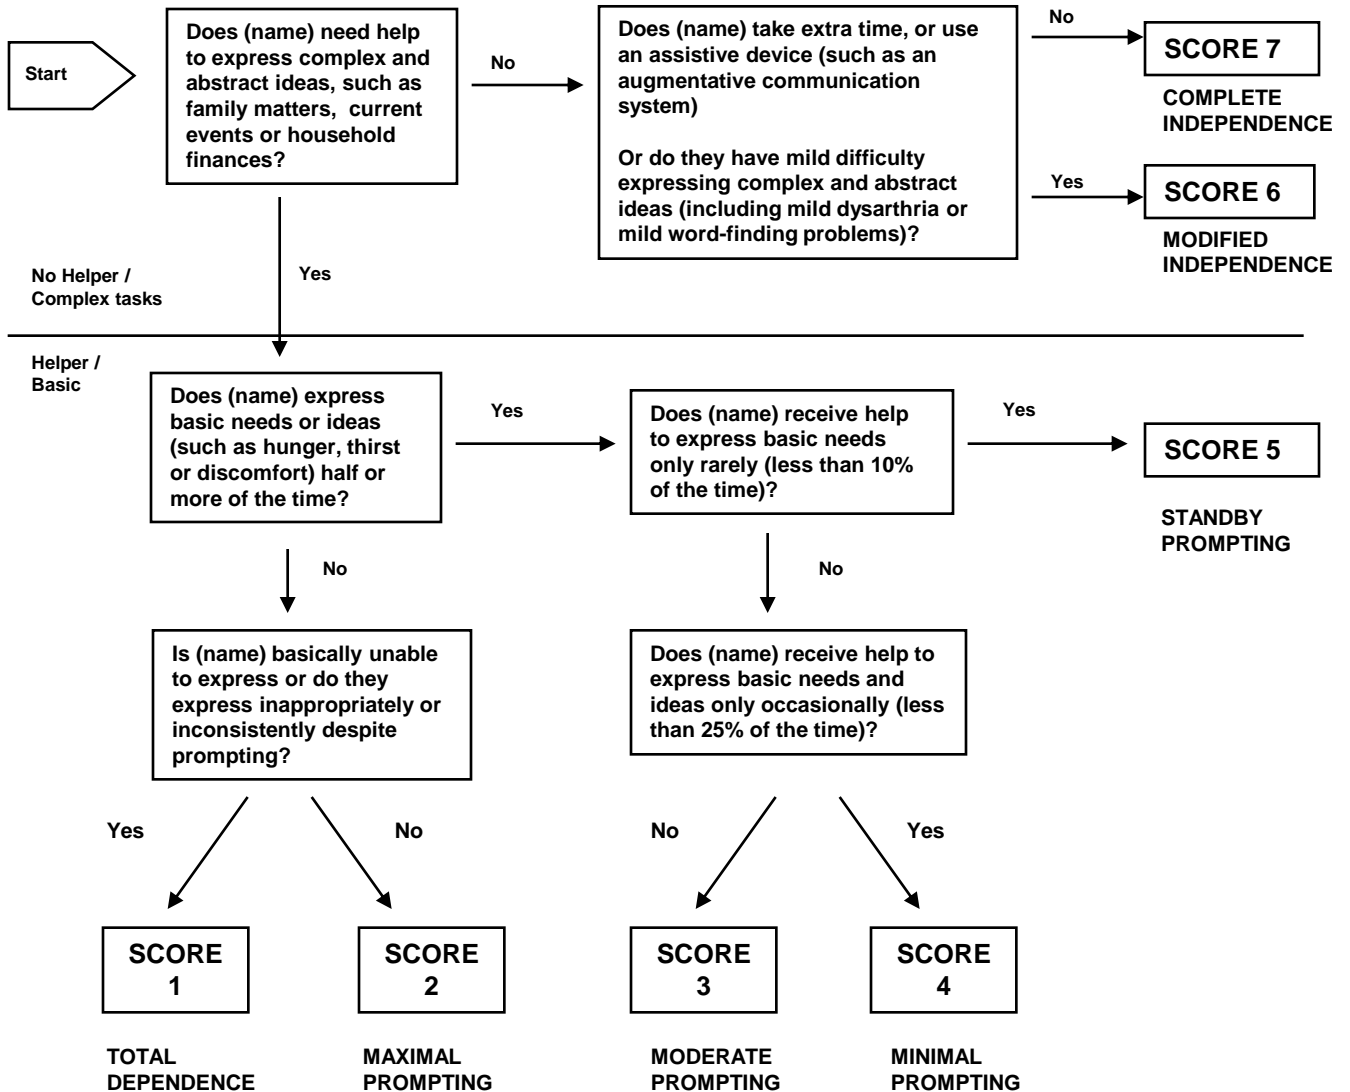 Start
Does (name) need help
to express complex and
abstract ideas, such as
family matters,  current
events or household
finances?
No
Does (name) take extra time, or use
an assistive device (such as an
augmentative communication
system)
Or do they have mild difficulty
expressing complex and abstract
ideas (including mild dysarthria or
mild word-finding problems)?
No
SCORE 7
COMPLETE
INDEPENDENCE
Yes
SCORE 6
MODIFIED
INDEPENDENCE
Yes
No Helper /
Complex tasks
Helper /
Basic
Does (name) express
basic needs or ideas
(such as hunger, thirst
or discomfort) half or
more of the time?
Yes
Does (name) receive help
to express basic needs
only rarely (less than 10%
of the time)?
Yes
SCORE 5
STANDBY
PROMPTING
No
No
Is (name) basically unable
to express or do they
express inappropriately or
inconsistently despite
prompting?
Does (name) receive help to
express basic needs and
ideas only occasionally (less
than 25% of the time)?
Yes
No
No
Yes
SCORE
1
SCORE
2
SCORE
3
SCORE
4
TOTAL
DEPENDENCE
MAXIMAL
PROMPTING
MODERATE
PROMPTING
MINIMAL
PROMPTING